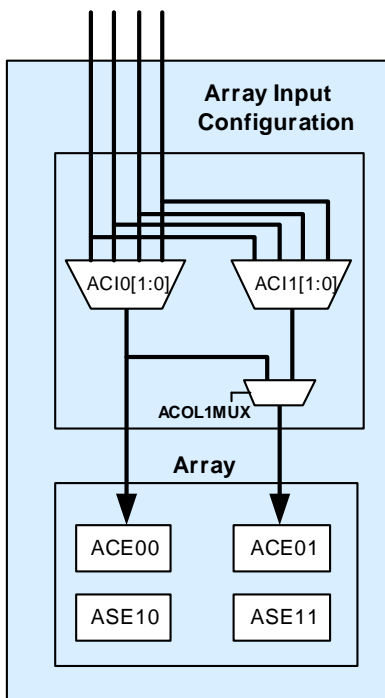 Array Input
Configuration
ACI0[1:0]
ACI1[1:0]
ACOL1MUX
Array
ACE00
ACE01
ASE10
ASE11